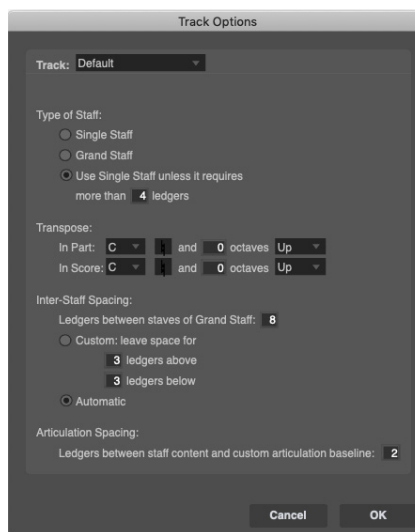 Track Options
Track: Default
Type of Staff:
Single Staff
Grand Staff
Use Single Staff unless it requires
more than 4 ledgers
Transpose:
In Part: C ♮ and 0 octaves Up
In Score: C ♮ and 0 octaves Up
Inter-Staff Spacing:
Ledgers between staves of Grand Staff: 8
Custom: leave space for
3 ledgers above
3 ledgers below
Automatic
Articulation Spacing:
Ledgers between staff content and custom articulation baseline: 2
Cancel OK